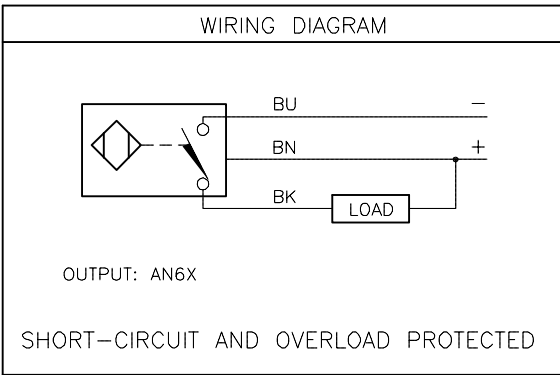 WIRING DIAGRAM
BU −
BN +
BK LOAD
OUTPUT: AN6X
SHORT-CIRCUIT AND OVERLOAD PROTECTED